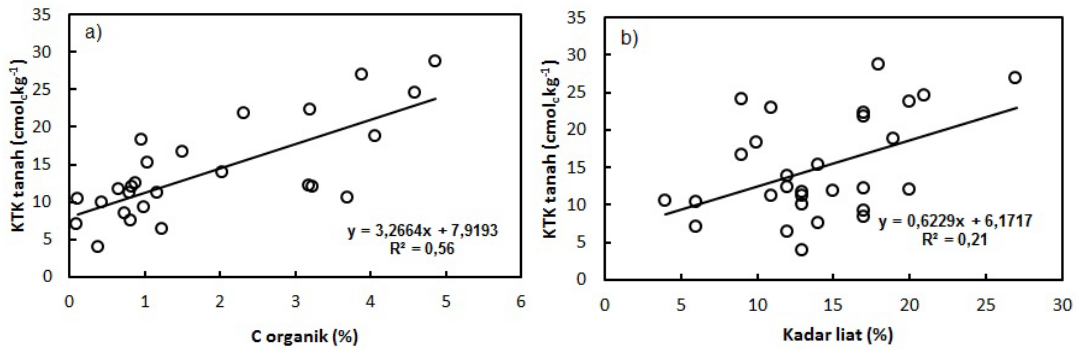 a)
KTK tanah (cmolckg-1)
35
30
25
20
15
10
5
0
y = 3,2664x + 7,9193
R² = 0,56
0 1 2 3 4 5 6
C organik (%)
b)
KTK tanah (cmolckg-1)
35
30
25
20
15
10
5
0
y = 0,6229x + 6,1717
R² = 0,21
0 5 10 15 20 25 30
Kadar liat (%)